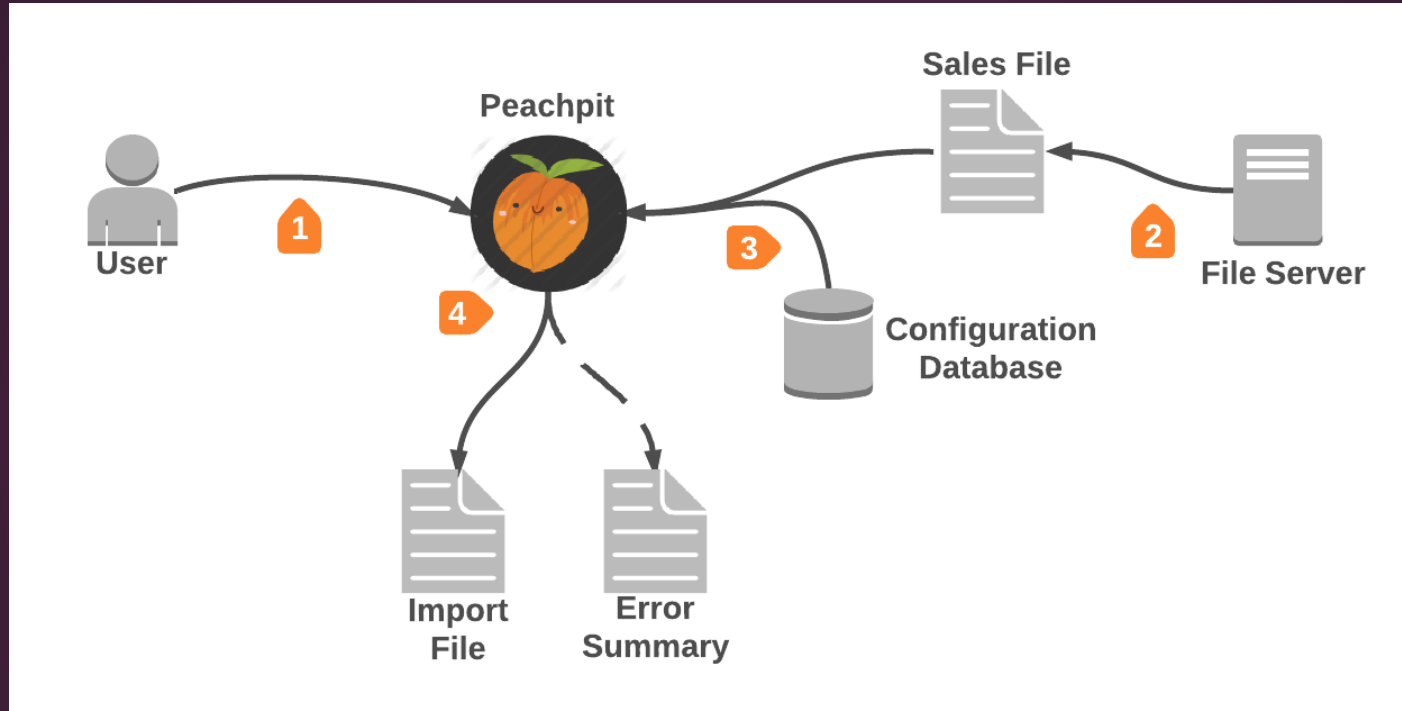 Sales File
Peachpit
1
2
User
3
File Server
4
Configuration
Database
Import
File
Error
Summary